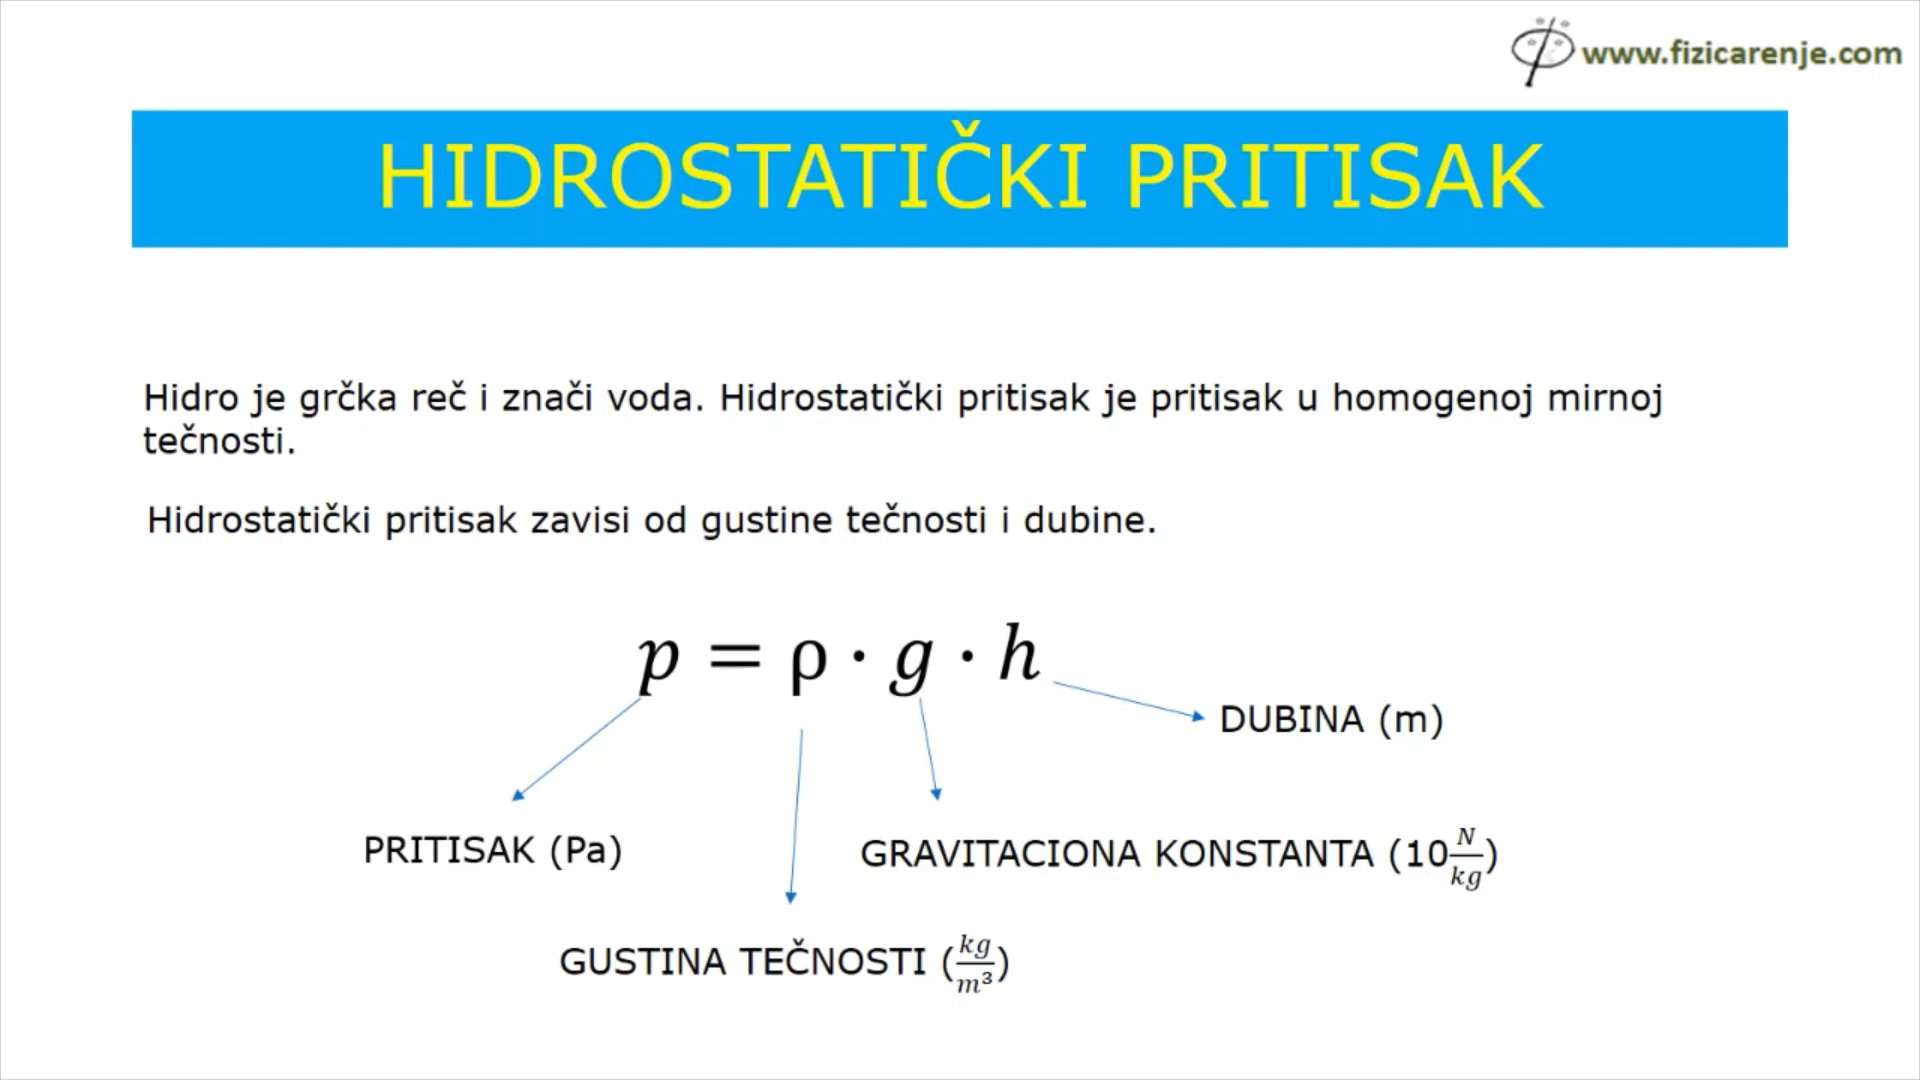 www.fizicarenje.com
HIDROSTATIČKI PRITISAK
Hidro je grčka reč i znači voda. Hidrostatički pritisak je pritisak u homogenoj mirnoj
tečnosti.
Hidrostatički pritisak zavisi od gustine tečnosti i dubine.
p = ρ · g · h
DUBINA (m)
PRITISAK (Pa)
GRAVITACIONA KONSTANTA (10 N/kg)
GUSTINA TEČNOSTI (kg/m³)